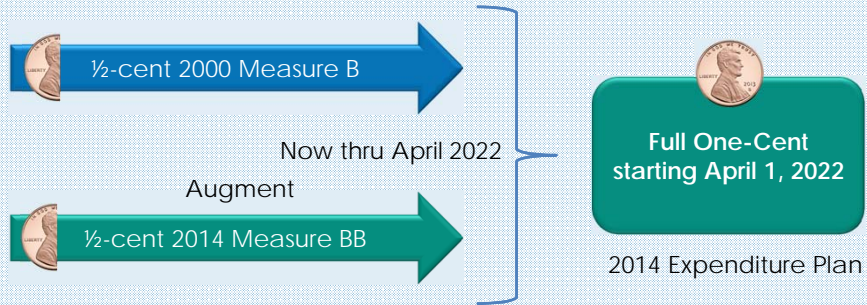 ½-cent 2000 Measure B
Now thru April 2022
Augment
½-cent 2014 Measure BB
Full One-Cent
starting April 1, 2022
2014 Expenditure Plan